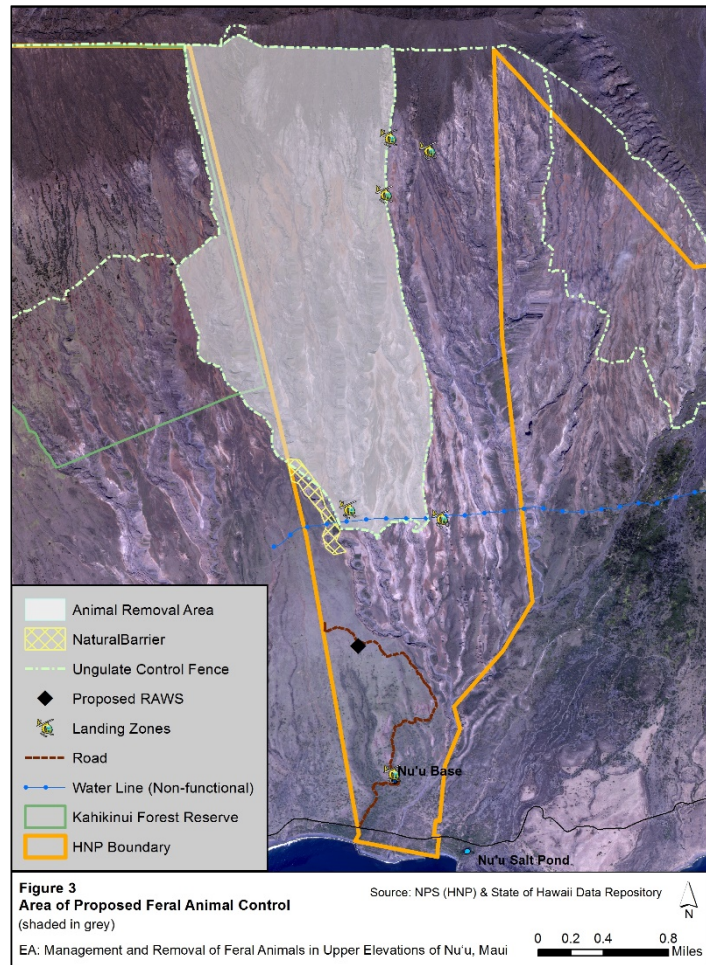 Nu'u Base
Nu'u Salt Pond
Animal Removal Area
NaturalBarrier
Ungulate Control Fence
Proposed RAWS
Landing Zones
Road
Water Line (Non-functional)
Kahikinui Forest Reserve
HNP Boundary
Figure 3
Area of Proposed Feral Animal Control
(shaded in grey)
Source: NPS (HNP) & State of Hawaii Data Repository
N
EA: Management and Removal of Feral Animals in Upper Elevations of Nu'u, Maui
0 0.2 0.4 0.8
Miles